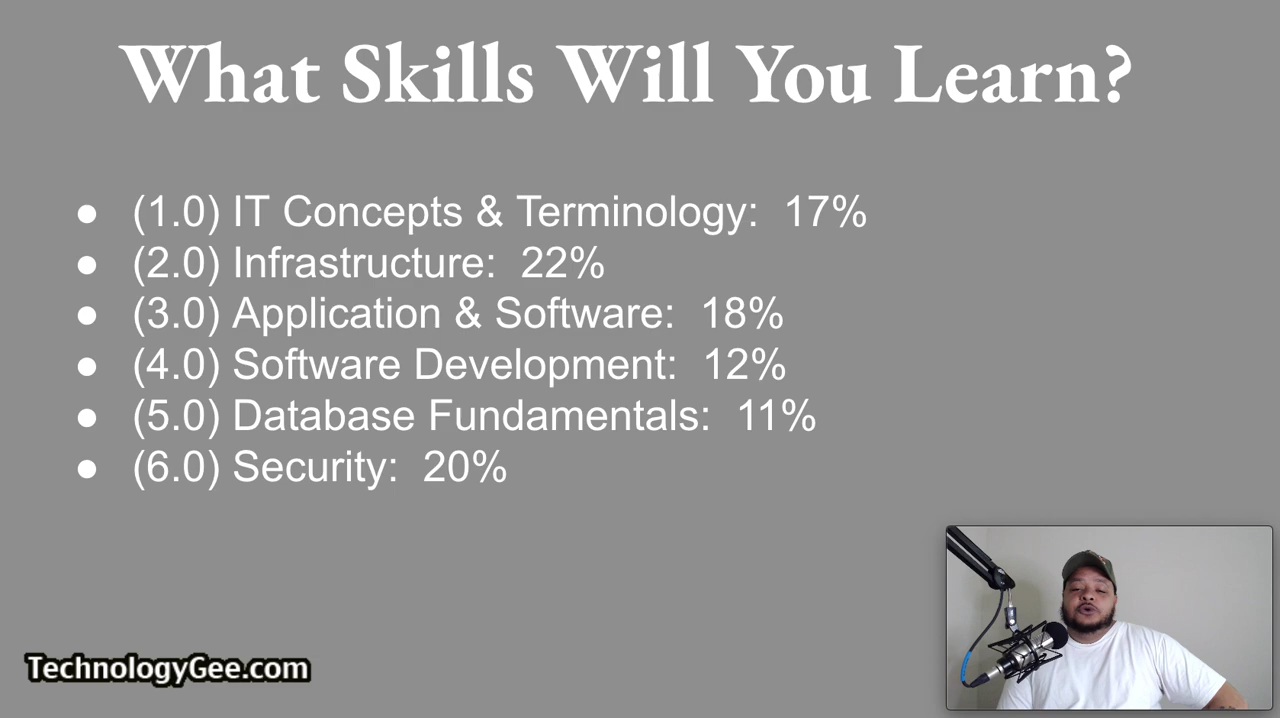 What Skills Will You Learn?
● (1.0) IT Concepts & Terminology: 17%
● (2.0) Infrastructure: 22%
● (3.0) Application & Software: 18%
● (4.0) Software Development: 12%
● (5.0) Database Fundamentals: 11%
● (6.0) Security: 20%
TechnologyGee.com